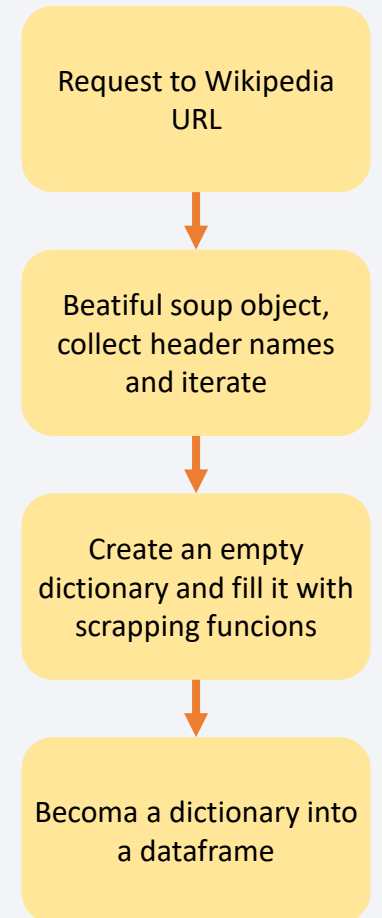 Request to Wikipedia
URL
Beatiful soup object,
collect header names
and iterate
Create an empty
dictionary and fill it with
scrapping funcions
Becoma a dictionary into
a dataframe